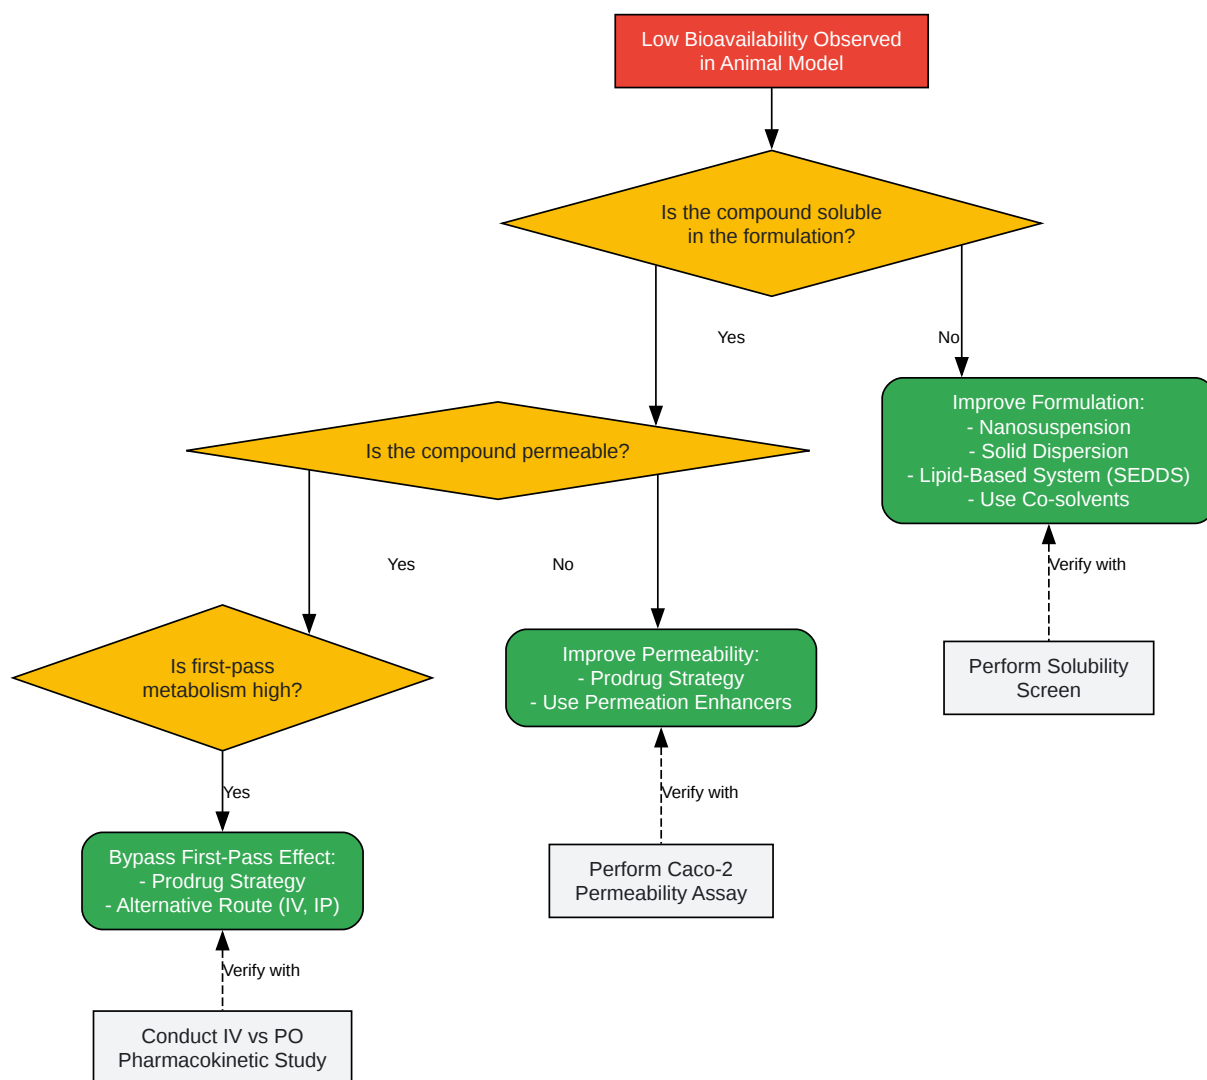 Low Bioavailability Observed
in Animal Model
Is the compound soluble
in the formulation?
Yes
No
Improve Formulation:
- Nanosuspension
- Solid Dispersion
- Lipid-Based System (SEDDS)
- Use Co-solvents
Is the compound permeable?
Yes
No
Verify with
Is first-pass
metabolism high?
Improve Permeability:
- Prodrug Strategy
- Use Permeation Enhancers
Perform Solubility
Screen
Yes
Verify with
Bypass First-Pass Effect:
- Prodrug Strategy
- Alternative Route (IV, IP)
Perform Caco-2
Permeability Assay
Verify with
Conduct IV vs PO
Pharmacokinetic Study